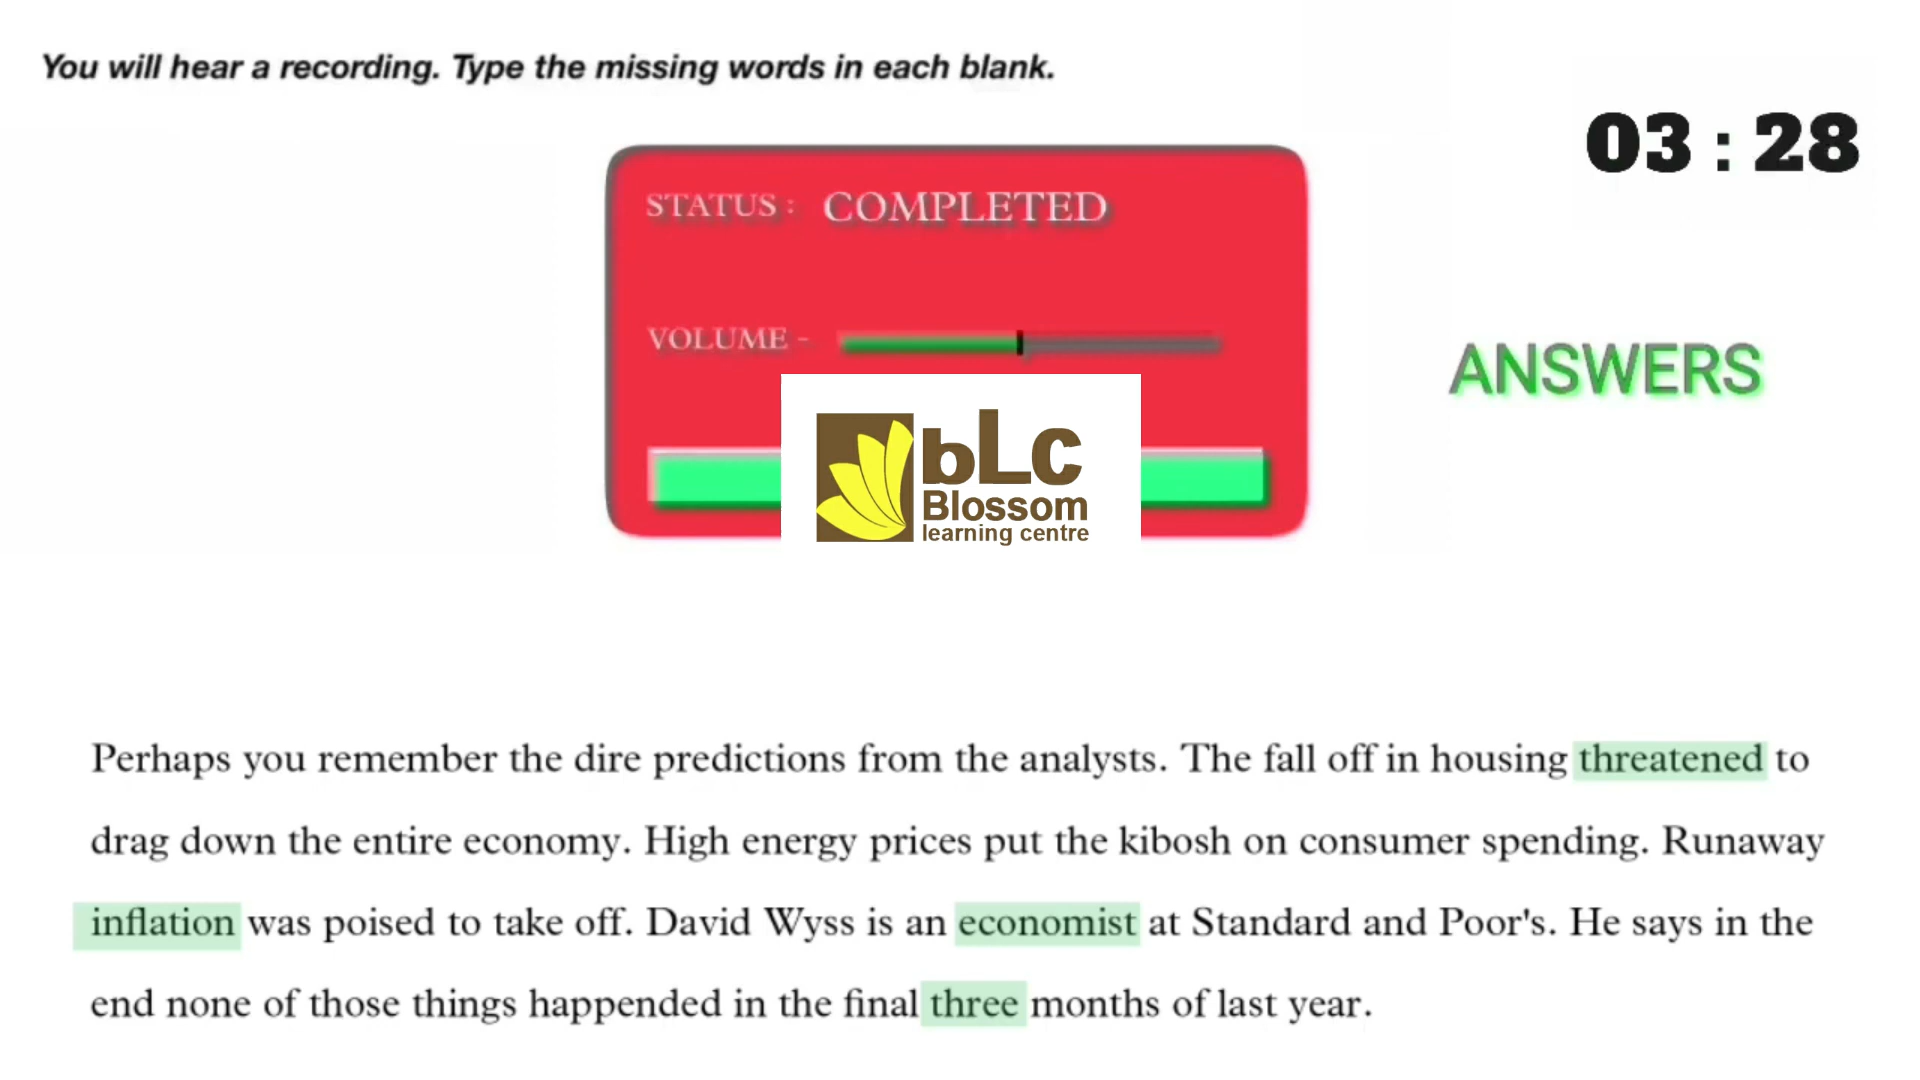 You will hear a recording. Type the missing words in each blank.
03 : 28
STATUS : COMPLETED
VOLUME -
ANSWERS
bLc
Blossom
learning centre
Perhaps you remember the dire predictions from the analysts. The fall off in housing threatened to
drag down the entire economy. High energy prices put the kibosh on consumer spending. Runaway
inflation was poised to take off. David Wyss is an economist at Standard and Poor's. He says in the
end none of those things happended in the final three months of last year.